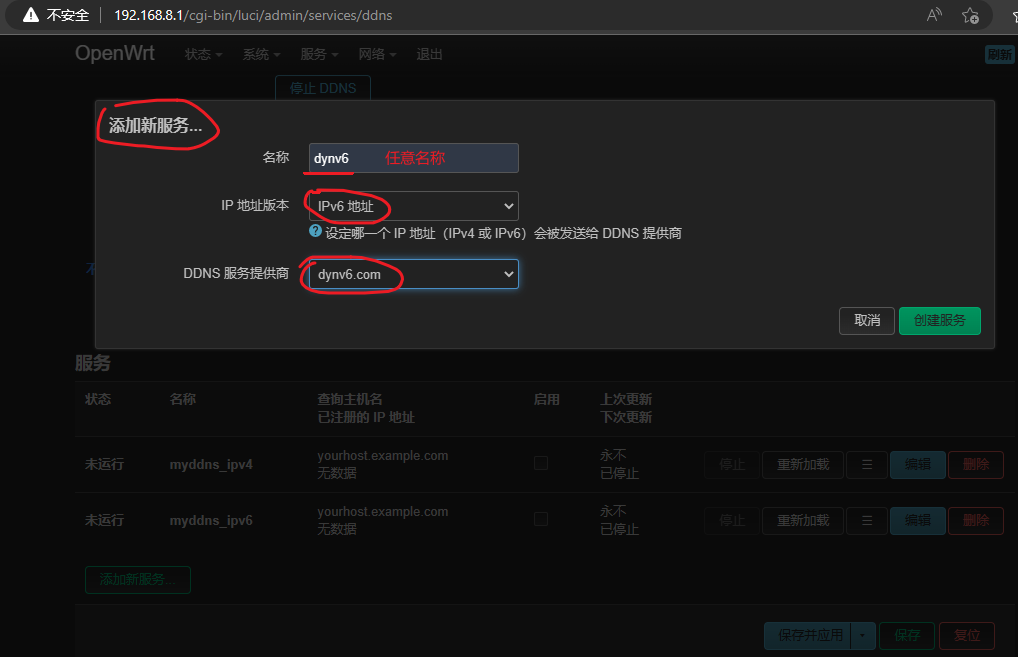 不安全 192.168.8.1/cgi-bin/luci/admin/services/ddns
OpenWrt 状态 系统 服务 网络 退出 刷新
停止 DDNS
添加新服务...
名称 dynv6 任意名称
IP 地址版本 IPv6 地址
设定哪一个 IP 地址（IPv4 或 IPv6）会被发送给 DDNS 提供商
不
DDNS 服务提供商 dynv6.com
取消 创建服务
服务
状态 名称 查询主机名 启用 上次更新
已注册的 IP 地址 下次更新
yourhost.example.com 永不
未运行 myddns_ipv4 停止 重新加载 ☰ 编辑 删除
无数据 已停止
yourhost.example.com 永不
未运行 myddns_ipv6 停止 重新加载 ☰ 编辑 删除
无数据 已停止
添加新服务...
保存并应用 保存 复位